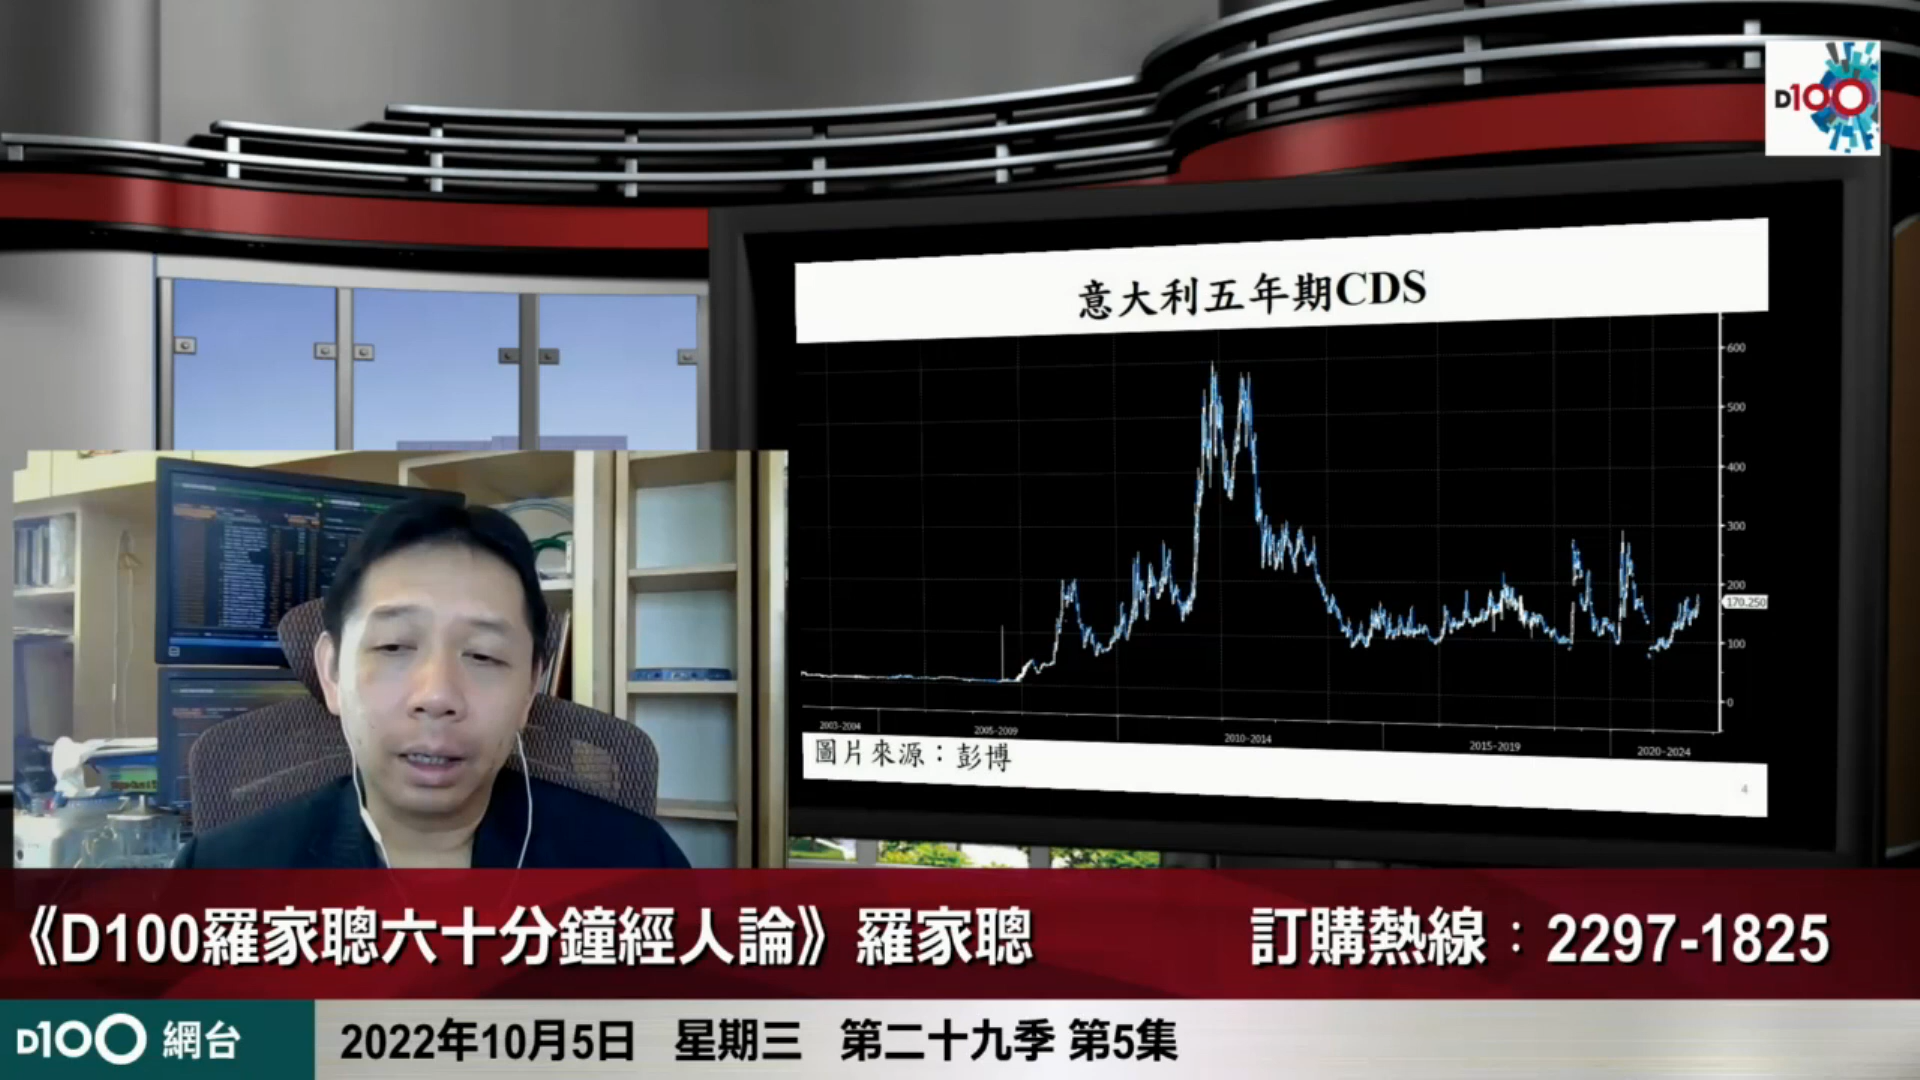 D100
意大利五年期CDS
600
500
400
300
200
170.250
100
0
2003-2004
2005-2009
2010-2014
2015-2019
2020-2024
圖片來源：彭博
4
《D100羅家聰六十分鐘經人論》羅家聰
訂購熱線：2297-1825
D100 網台
2022年10月5日 星期三 第二十九季 第5集